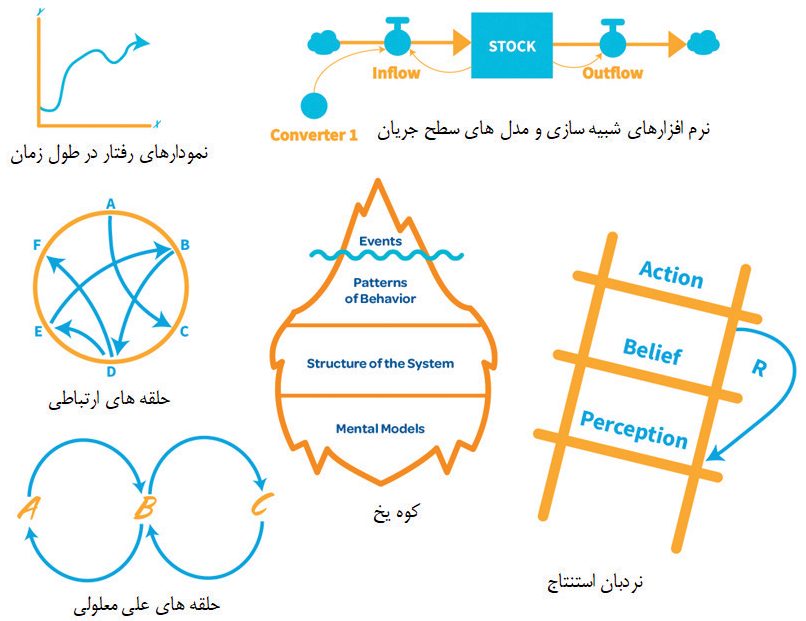 Y
X
نمودارهای رفتار در طول زمان
STOCK
Inflow
Outflow
Converter 1
نرم افزارهای شبیه سازی و مدل های سطح جریان
A
B
C
D
E
F
حلقه های ارتباطی
Events
Patterns
of Behavior
Structure of the System
Mental Models
کوه یخ
Action
Belief
Perception
R
نردبان استنتاج
A
B
C
حلقه های علی معلولی